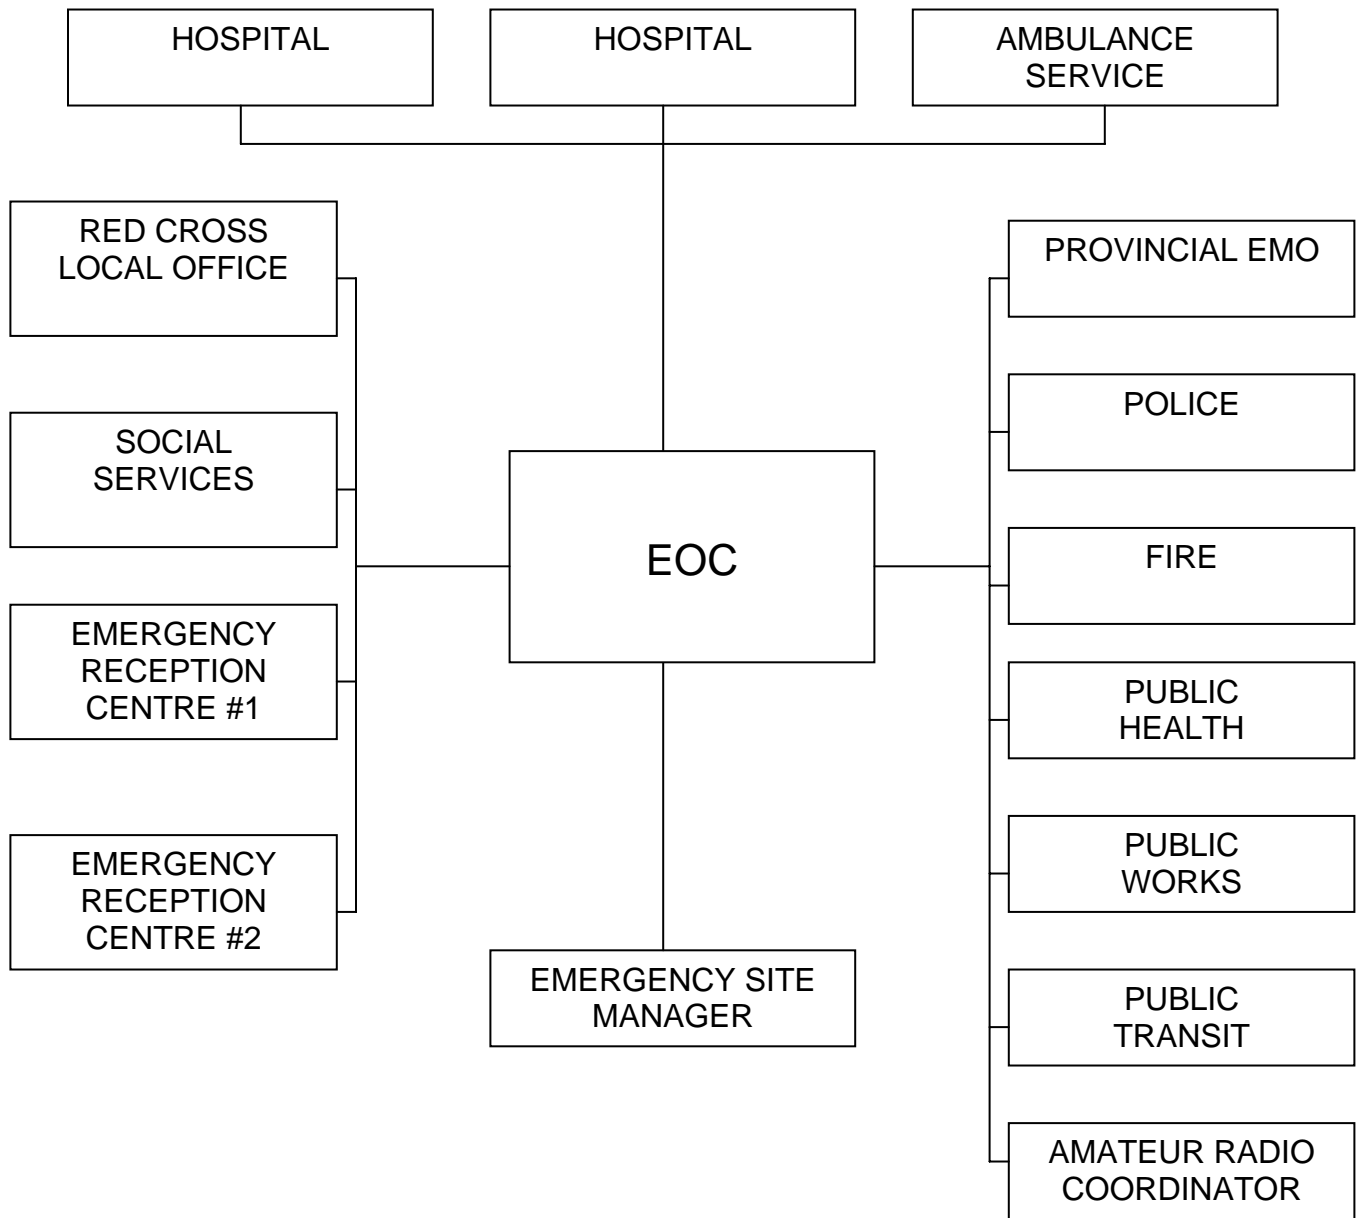 HOSPITAL
HOSPITAL
AMBULANCE
SERVICE
RED CROSS
LOCAL OFFICE
PROVINCIAL EMO
POLICE
SOCIAL
SERVICES
EOC
FIRE
EMERGENCY
RECEPTION
CENTRE #1
PUBLIC
HEALTH
EMERGENCY
RECEPTION
CENTRE #2
PUBLIC
WORKS
EMERGENCY SITE
MANAGER
PUBLIC
TRANSIT
AMATEUR RADIO
COORDINATOR